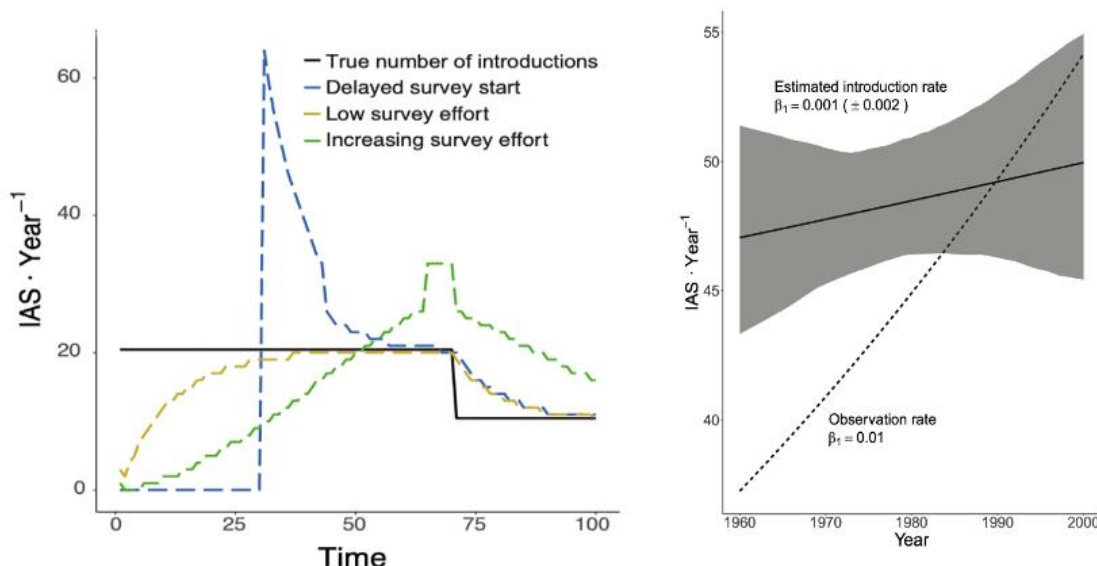 60
40
20
0
IAS · Year⁻¹
True number of introductions
Delayed survey start
Low survey effort
Increasing survey effort
0 25 50 75 100
Time
55
50
45
40
IAS · Year⁻¹
Estimated introduction rate
β₁ = 0.001 ( ± 0.002 )
Observation rate
β₁ = 0.01
1960 1970 1980 1990 2000
Year